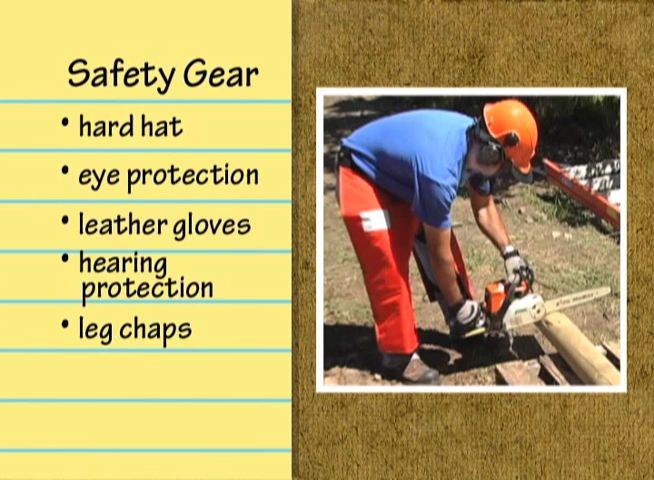 Safety Gear
• hard hat
• eye protection
• leather gloves
• hearing
protection
• leg chaps